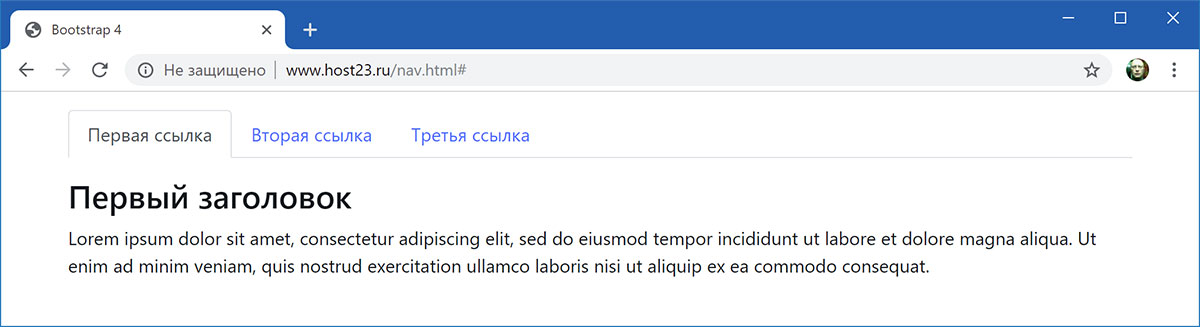 Bootstrap 4
Не защищено www.host23.ru/nav.html#
Первая ссылка Вторая ссылка Третья ссылка
Первый заголовок
Lorem ipsum dolor sit amet, consectetur adipiscing elit, sed do eiusmod tempor incididunt ut labore et dolore magna aliqua. Ut
enim ad minim veniam, quis nostrud exercitation ullamco laboris nisi ut aliquip ex ea commodo consequat.